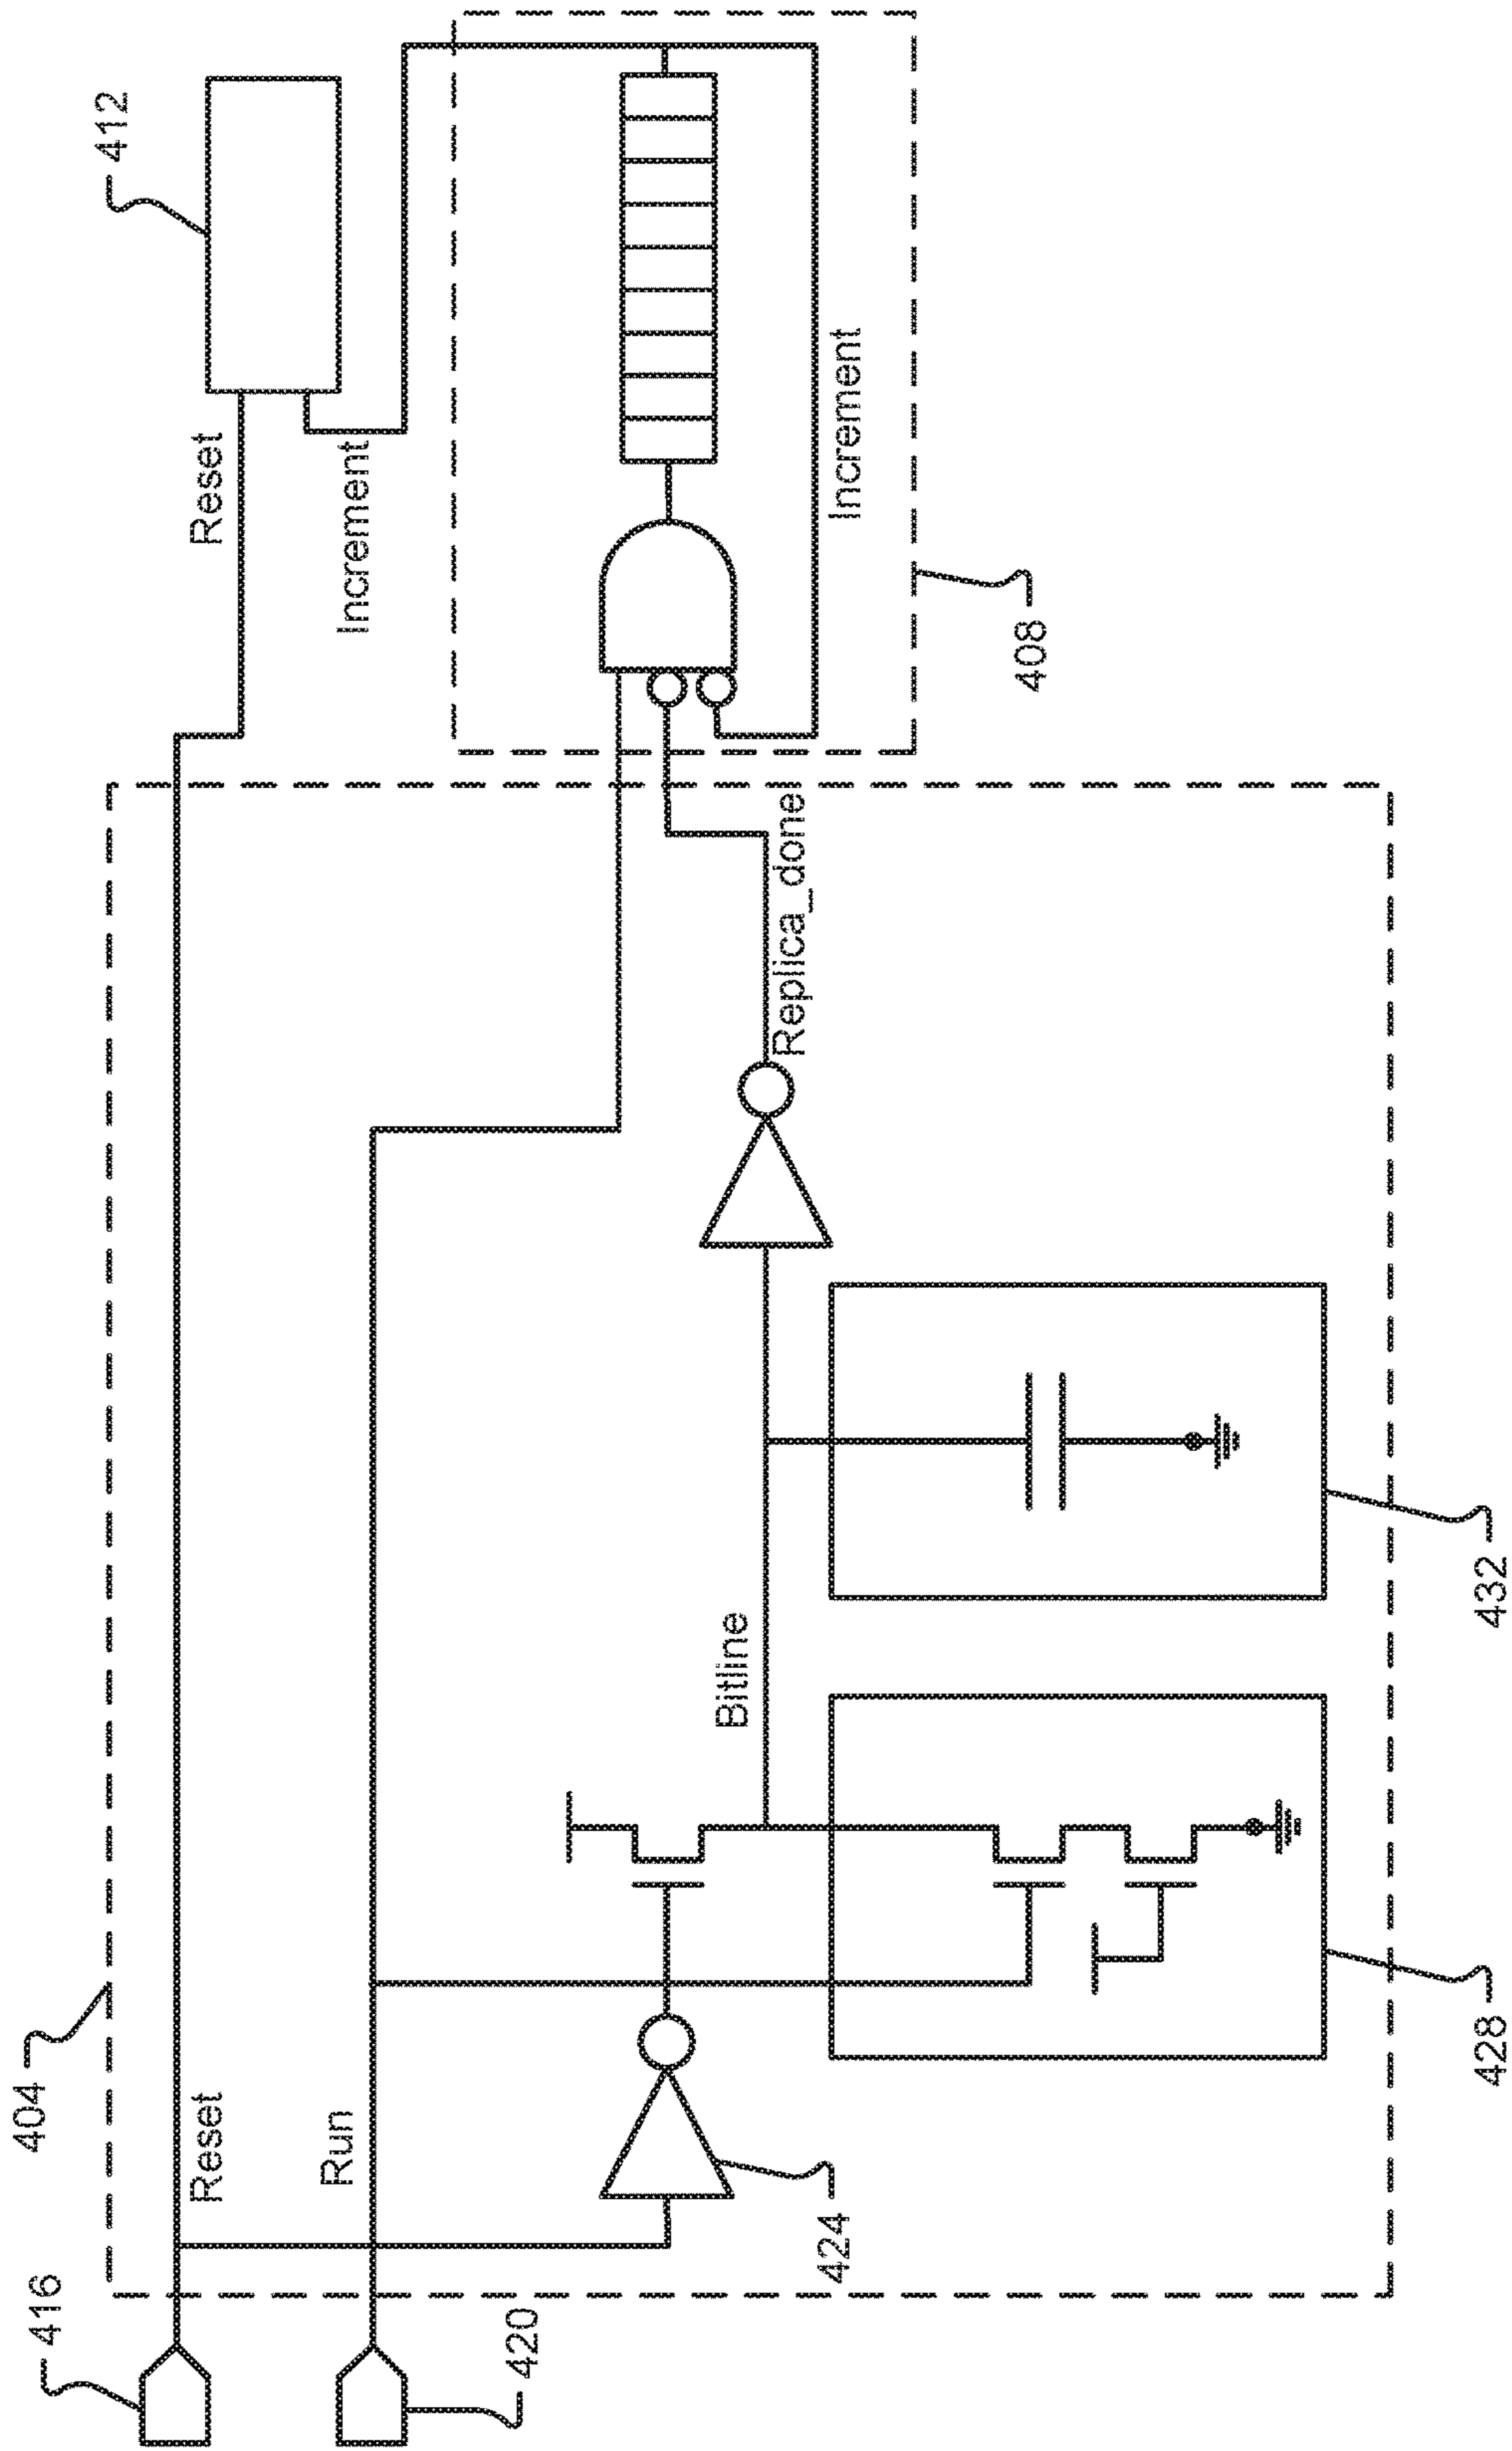 416
404
412
Reset
Reset
Increment
Run
420
424
Bitline
Replica_done
Increment
408
428
432